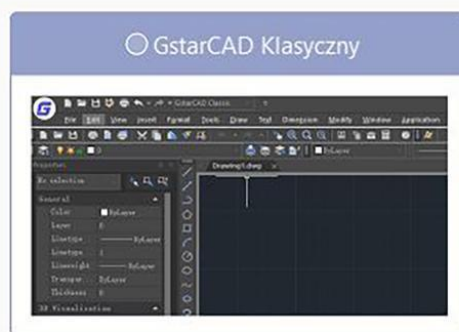 GstarCAD Klasyczny
GstarCAD Classic
File Edit View Insert Format Tools Draw Text Dimension Modify Window Application
0 ByLayer
Properties Drawing1.dwg
No selection
General
Color ByLayer
Layer 0
Linetype ByLayer
Linetype 1
Lineweight ByLayer
Transpar ByLayer
Thickness 0
3D Visualization